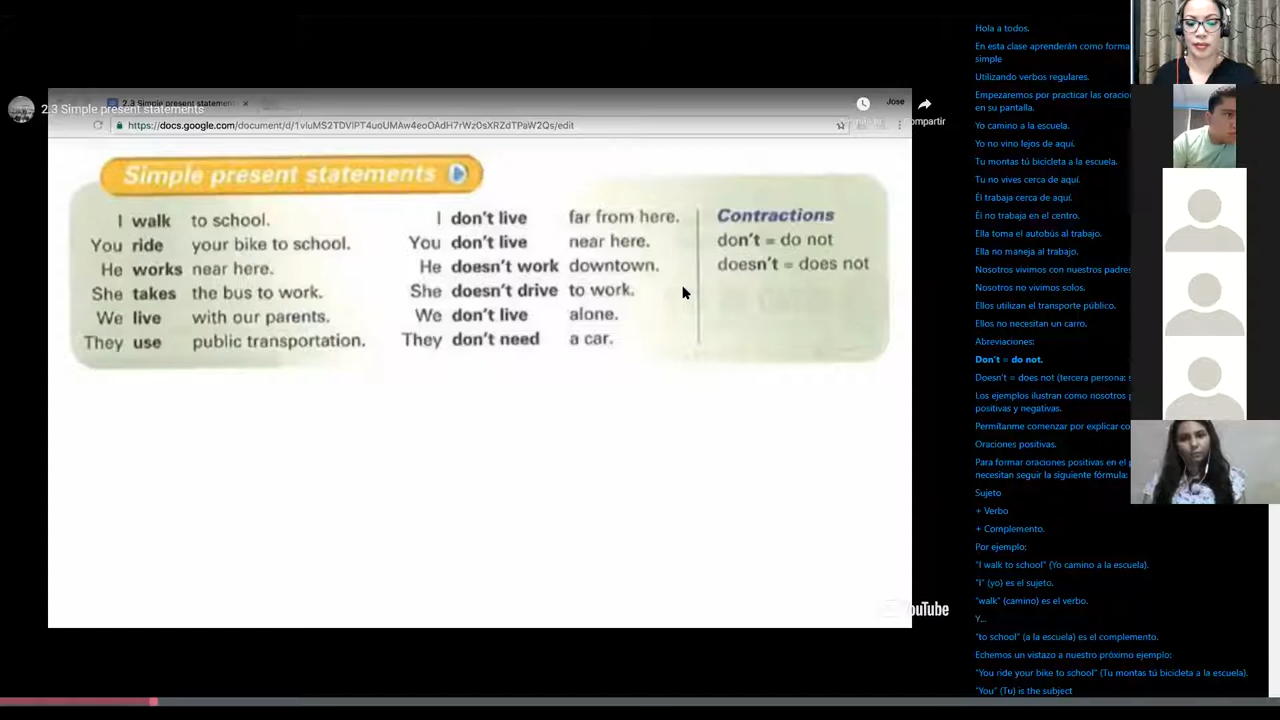 2.3 Simple present statements
2.3 Simple present statement
Jose
https://docs.google.com/document/d/1vluMS2TDVlPT4uoUMAw4eoOAdH7rWz0sXRZdTPaW2Qs/edit
ompartir
Simple present statements
I walk to school.
You ride your bike to school.
He works near here.
She takes the bus to work.
We live with our parents.
They use public transportation.
I don't live far from here.
You don't live near here.
He doesn't work downtown.
She doesn't drive to work.
We don't live alone.
They don't need a car.
Contractions
don't = do not
doesn't = does not
ouTube
Hola a todos.
En esta clase aprenderán como forma
simple
Utilizando verbos regulares.
Empezaremos por practicar las oracion
en su pantalla.
Yo camino a la escuela.
Yo no vino lejos de aquí.
Tu montas tú bicicleta a la escuela.
Tu no vives cerca de aquí.
Él trabaja cerca de aquí.
Él no trabaja en el centro.
Ella toma el autobús al trabajo.
Ella no maneja al trabajo.
Nosotros vivimos con nuestros padres
Nosotros no vivimos solos.
Ellos utilizan el transporte público.
Ellos no necesitan un carro.
Abreviaciones:
Don't = do not.
Doesn't = does not (tercera persona: s
Los ejemplos ilustran como nosotros p
positivas y negativas.
Permítanme comenzar por explicar co
Oraciones positivas.
Para formar oraciones positivas en el p
necesitan seguir la siguiente fórmula:
Sujeto
+ Verbo
+ Complemento.
Por ejemplo:
"I walk to school" (Yo camino a la escuela).
"I" (yo) es el sujeto.
"walk" (camino) es el verbo.
Y...
"to school" (a la escuela) es el complemento.
Echemos un vistazo a nuestro próximo ejemplo:
"You ride your bike to school" (Tu montas tú bicicleta a la escuela).
"You" (Tu) is the subject